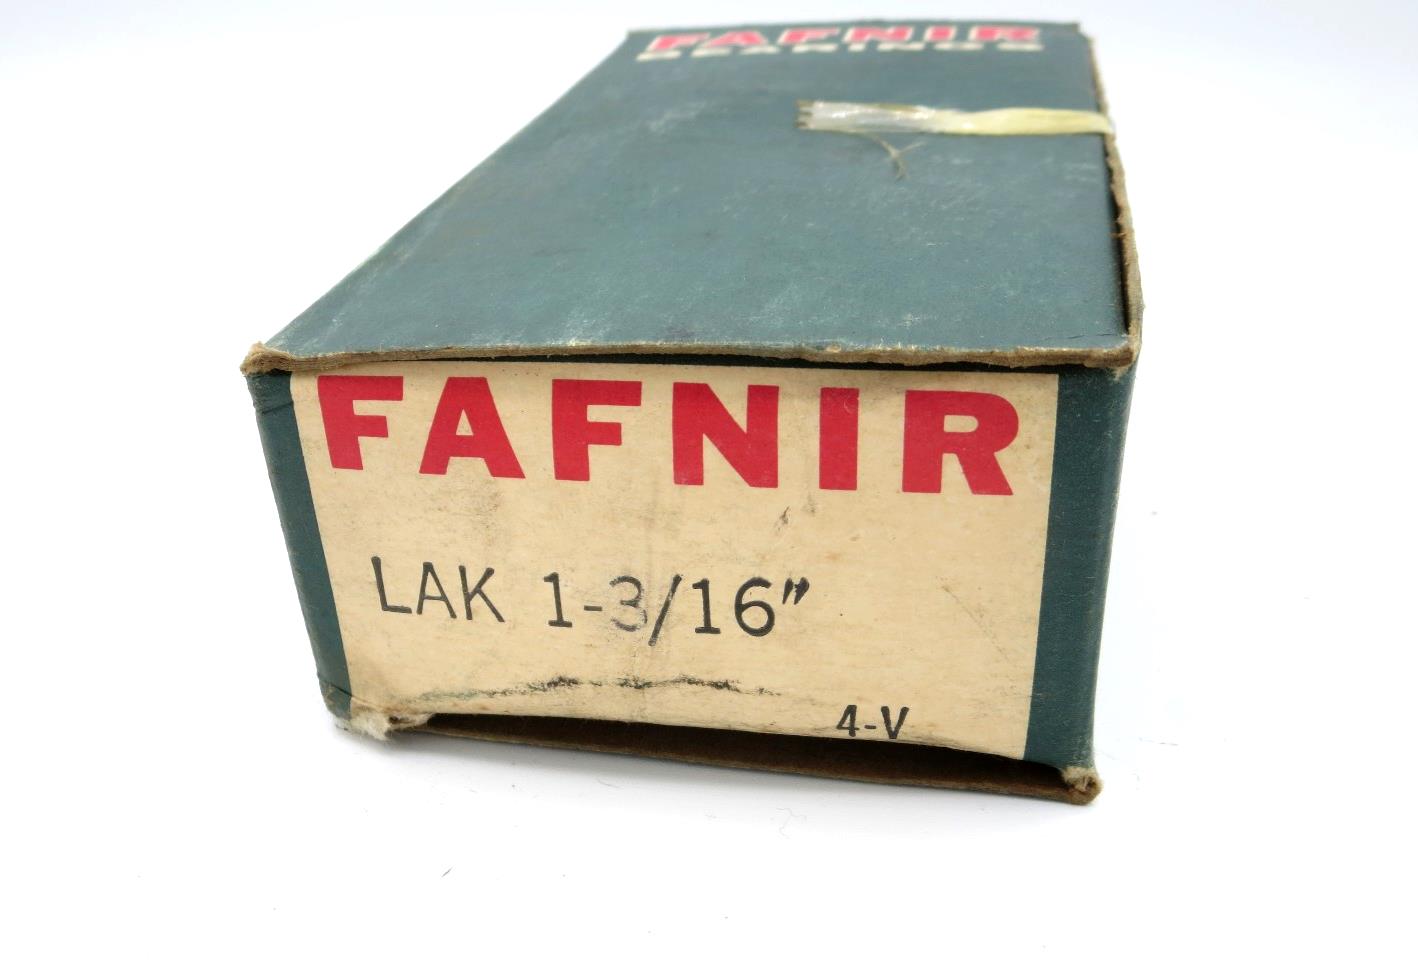 FAFNIR
BEARINGS
FAFNIR
LAK 1-3/16"
4-V